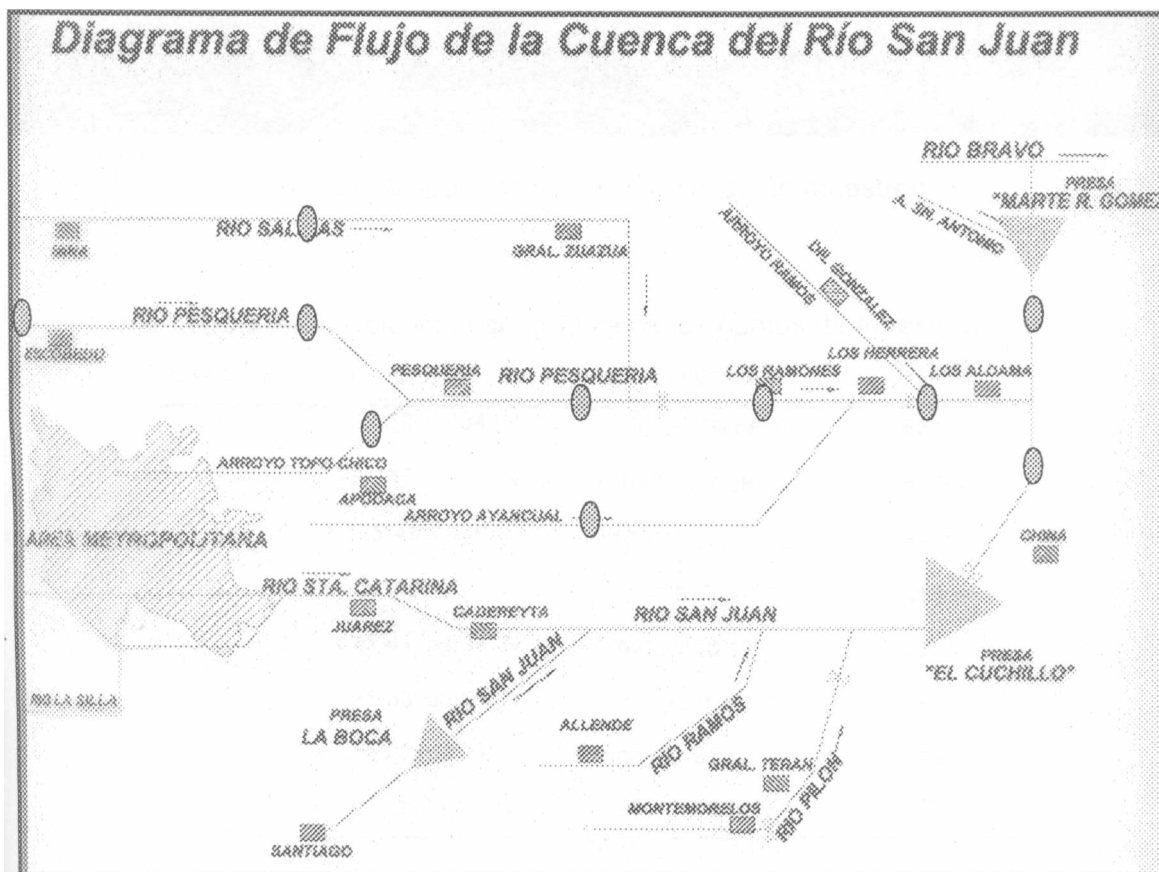 Diagrama de Flujo de la Cuenca del Río San Juan
RIO BRAVO
PRESA
"MARTE R. GOMEZ
A. SN. ANTONIO
RIO SALINAS
GRAL. ZUAZUA
ARROYO RAMOS
DR. GONZALEZ
RIO PESQUERIA
ESCOBEDO
PESQUERIA
RIO PESQUERIA
LOS RAMONES
LOS HERRERA
LOS ALDAMA
ARROYO TOPO CHICO
APODACA
ARROYO AYANCUAL
AREA METROPOLITANA
CHINA
RIO STA. CATARINA
JUAREZ
CADEREYTA
RIO SAN JUAN
PRESA
"EL CUCHILLO"
RIO LA SILLA
RIO SAN JUAN
PRESA
LA BOCA
ALLENDE
RIO RAMOS
GRAL. TERAN
MONTEMORELOS
RIO PILON
SANTIAGO